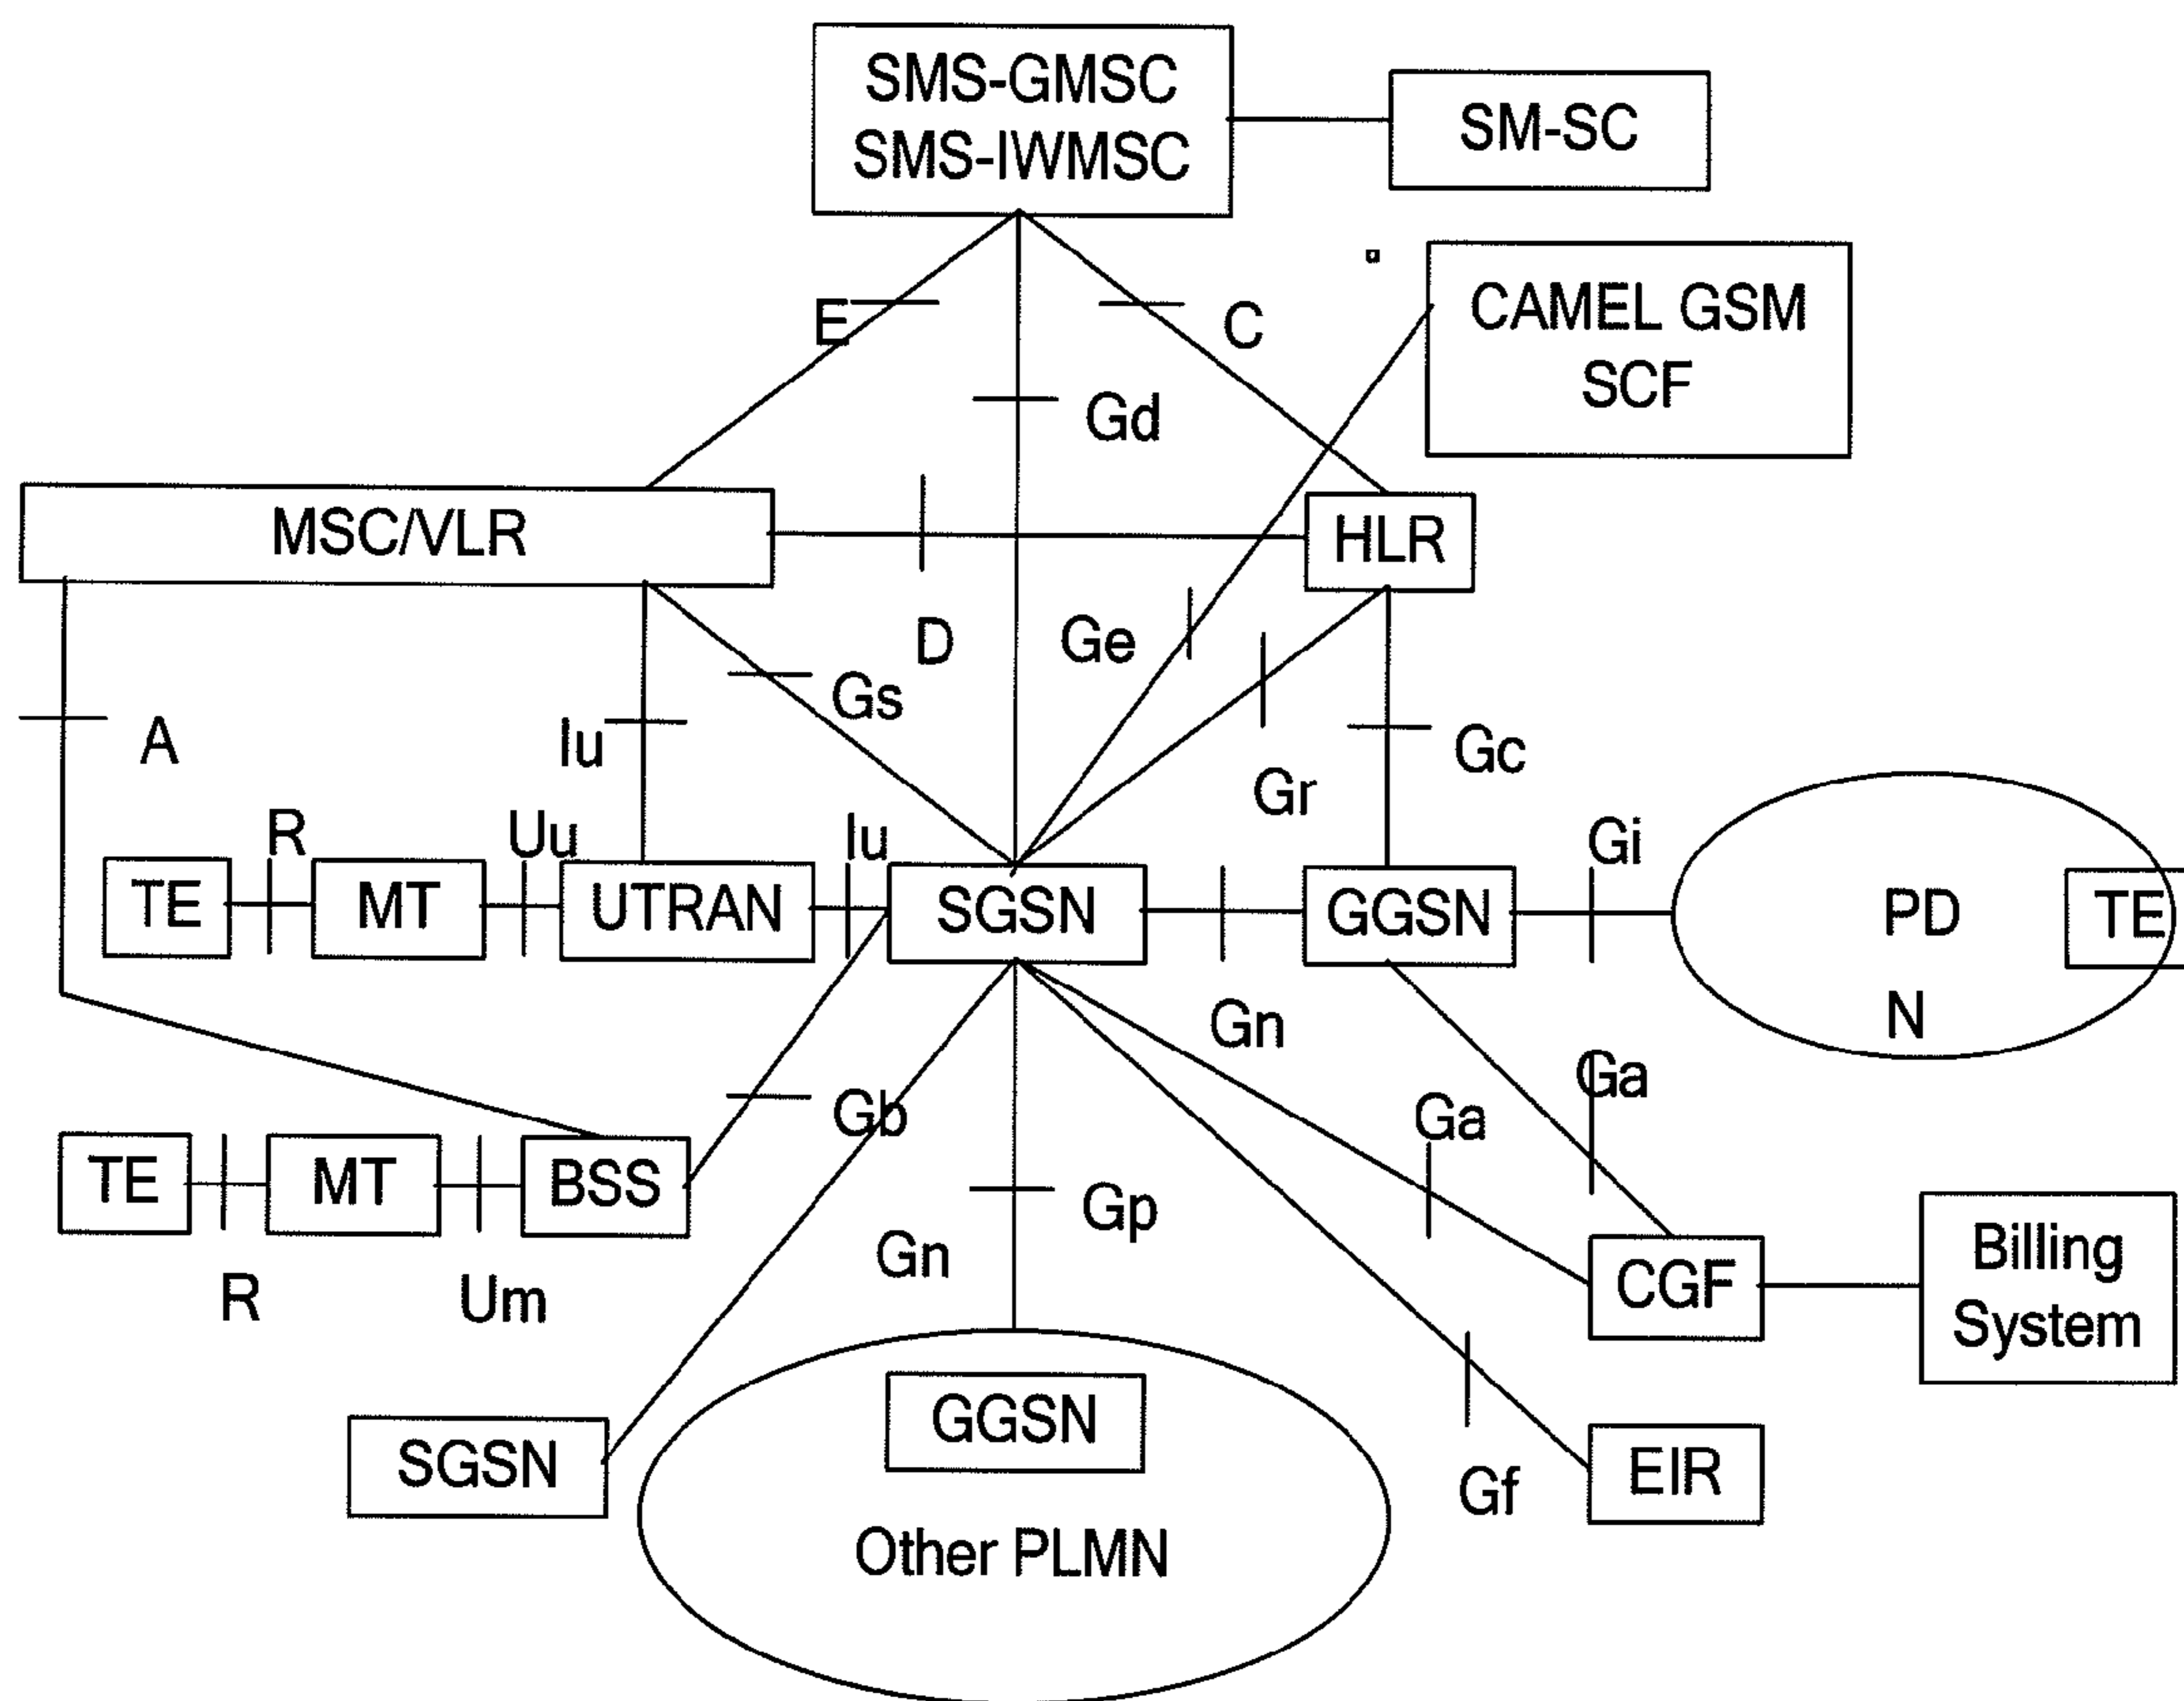 SMS-GMSC
SMS-IWMSC
SM-SC
CAMEL GSM
SCF
E
C
Gd
MSC/VLR
HLR
D
Ge
Gs
A
Iu
Gr
Gc
R
Uu
Iu
Gi
TE
MT
UTRAN
SGSN
GGSN
PD
N
TE
Gn
Ga
Ga
Gb
TE
MT
BSS
Gp
Gn
R
Um
CGF
Billing
System
SGSN
GGSN
Other PLMN
Gf
EIR